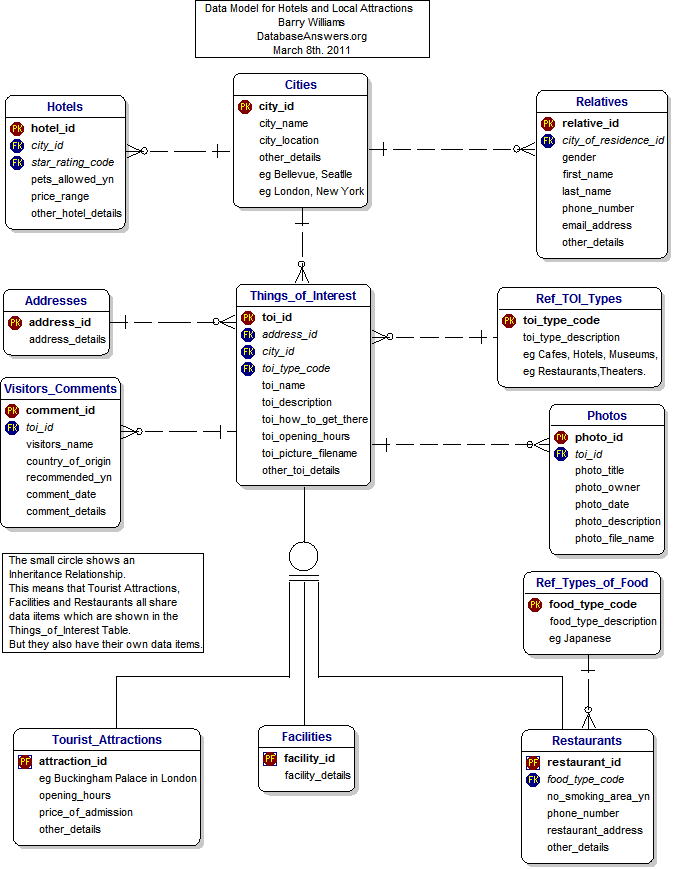 Data Model for Hotels and Local Attractions
Barry Williams
DatabaseAnswers.org
March 8th. 2011
Hotels
PK hotel_id
FK city_id
FK star_rating_code
pets_allowed_yn
price_range
other_hotel_details
Cities
PK city_id
city_name
city_location
other_details
eg Bellevue, Seatlle
eg London, New York
Relatives
PK relative_id
FK city_of_residence_id
gender
first_name
last_name
phone_number
email_address
other_details
Addresses
PK address_id
address_details
Things_of_Interest
PK toi_id
FK address_id
FK city_id
FK toi_type_code
toi_name
toi_description
toi_how_to_get_there
toi_opening_hours
toi_picture_filename
other_toi_details
Ref_TOI_Types
PK toi_type_code
toi_type_description
eg Cafes, Hotels, Museums,
eg Restaurants,Theaters.
Visitors_Comments
PK comment_id
FK toi_id
visitors_name
country_of_origin
recommended_yn
comment_date
comment_details
Photos
PK photo_id
FK toi_id
photo_title
photo_owner
photo_date
photo_description
photo_file_name
The small circle shows an
Inheritance Relationship.
This means that Tourist Attractions,
Facilities and Restaurants all share
data iitems which are shown in the
Things_of_Interest Table.
But they also have their own data items.
Ref_Types_of_Food
PK food_type_code
food_type_description
eg Japanese
Tourist_Attractions
PF attraction_id
eg Buckingham Palace in London
opening_hours
price_of_admission
other_details
Facilities
PF facility_id
facility_details
Restaurants
PF restaurant_id
FK food_type_code
no_smoking_area_yn
phone_number
restaurant_address
other_details